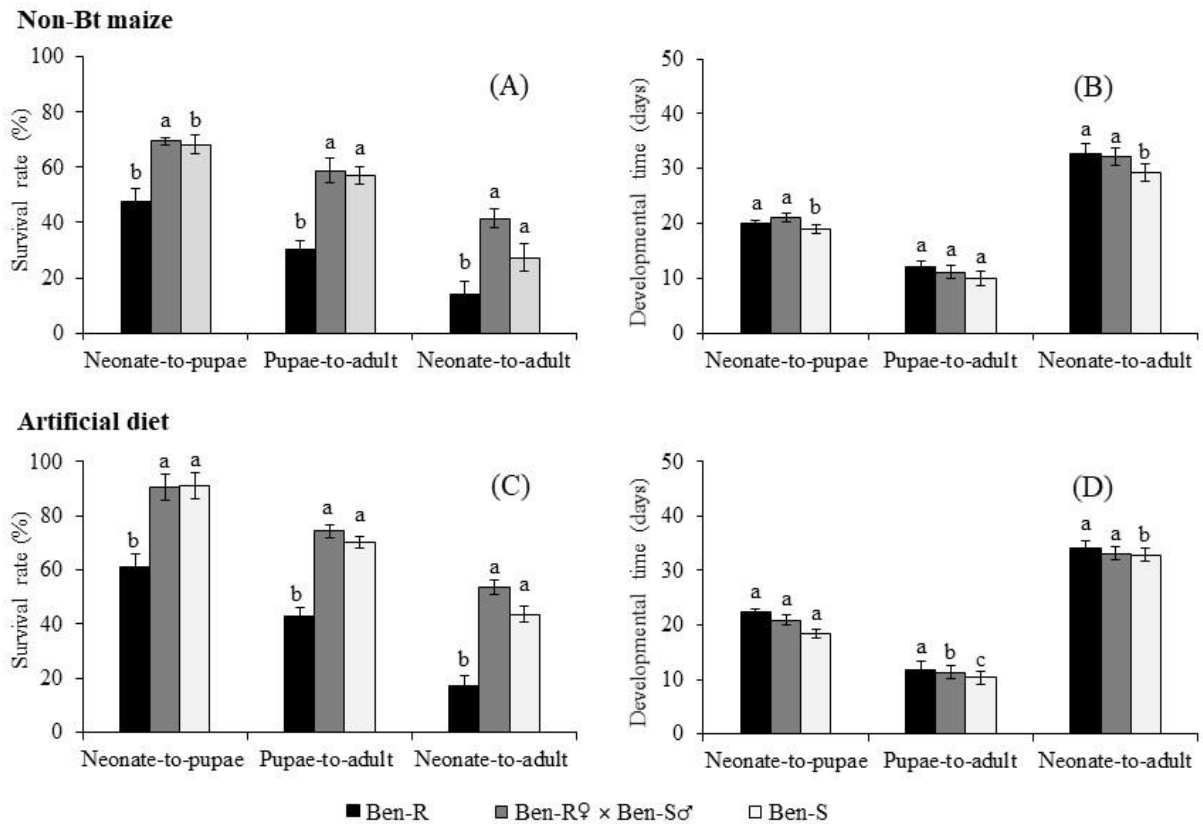 Non-Bt maize
100
80
60
40
20
0
Survival rate (%)
(A)
b a b
b a a
b a a
Neonate-to-pupae Pupae-to-adult Neonate-to-adult
50
40
30
20
10
0
Developmental time (days)
(B)
a a b
a a a
a a b
Neonate-to-pupae Pupae-to-adult Neonate-to-adult
Artificial diet
100
80
60
40
20
0
Survival rate (%)
(C)
b a a
b a a
b a a
Neonate-to-pupae Pupae-to-adult Neonate-to-adult
50
40
30
20
10
0
Developmental time (days)
(D)
a a a
a b c
a a b
Neonate-to-pupae Pupae-to-adult Neonate-to-adult
Ben-R Ben-R♀ × Ben-S♂ Ben-S